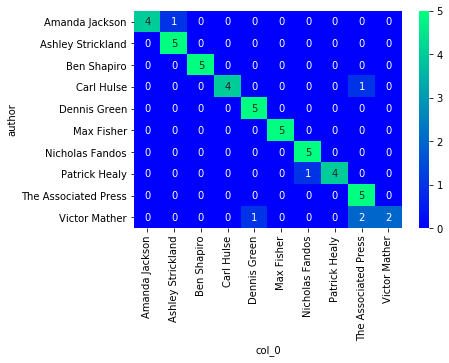 author
Amanda Jackson 4 1 0 0 0 0 0 0 0 0
Ashley Strickland 0 5 0 0 0 0 0 0 0 0
Ben Shapiro 0 0 5 0 0 0 0 0 0 0
Carl Hulse 0 0 0 4 0 0 0 0 1 0
Dennis Green 0 0 0 0 5 0 0 0 0 0
Max Fisher 0 0 0 0 0 5 0 0 0 0
Nicholas Fandos 0 0 0 0 0 0 5 0 0 0
Patrick Healy 0 0 0 0 0 0 1 4 0 0
The Associated Press 0 0 0 0 0 0 0 0 5 0
Victor Mather 0 0 0 0 1 0 0 0 2 2
Amanda Jackson
Ashley Strickland
Ben Shapiro
Carl Hulse
Dennis Green
Max Fisher
Nicholas Fandos
Patrick Healy
The Associated Press
Victor Mather
col_0
5
4
3
2
1
0